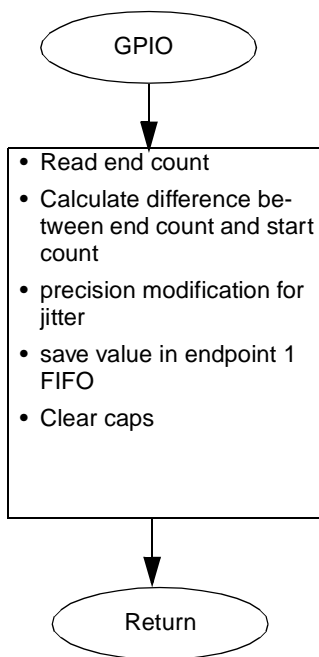 GPIO
• Read end count
• Calculate difference be-
tween end count and start
count
• precision modification for
jitter
• save value in endpoint 1
FIFO
• Clear caps
Return